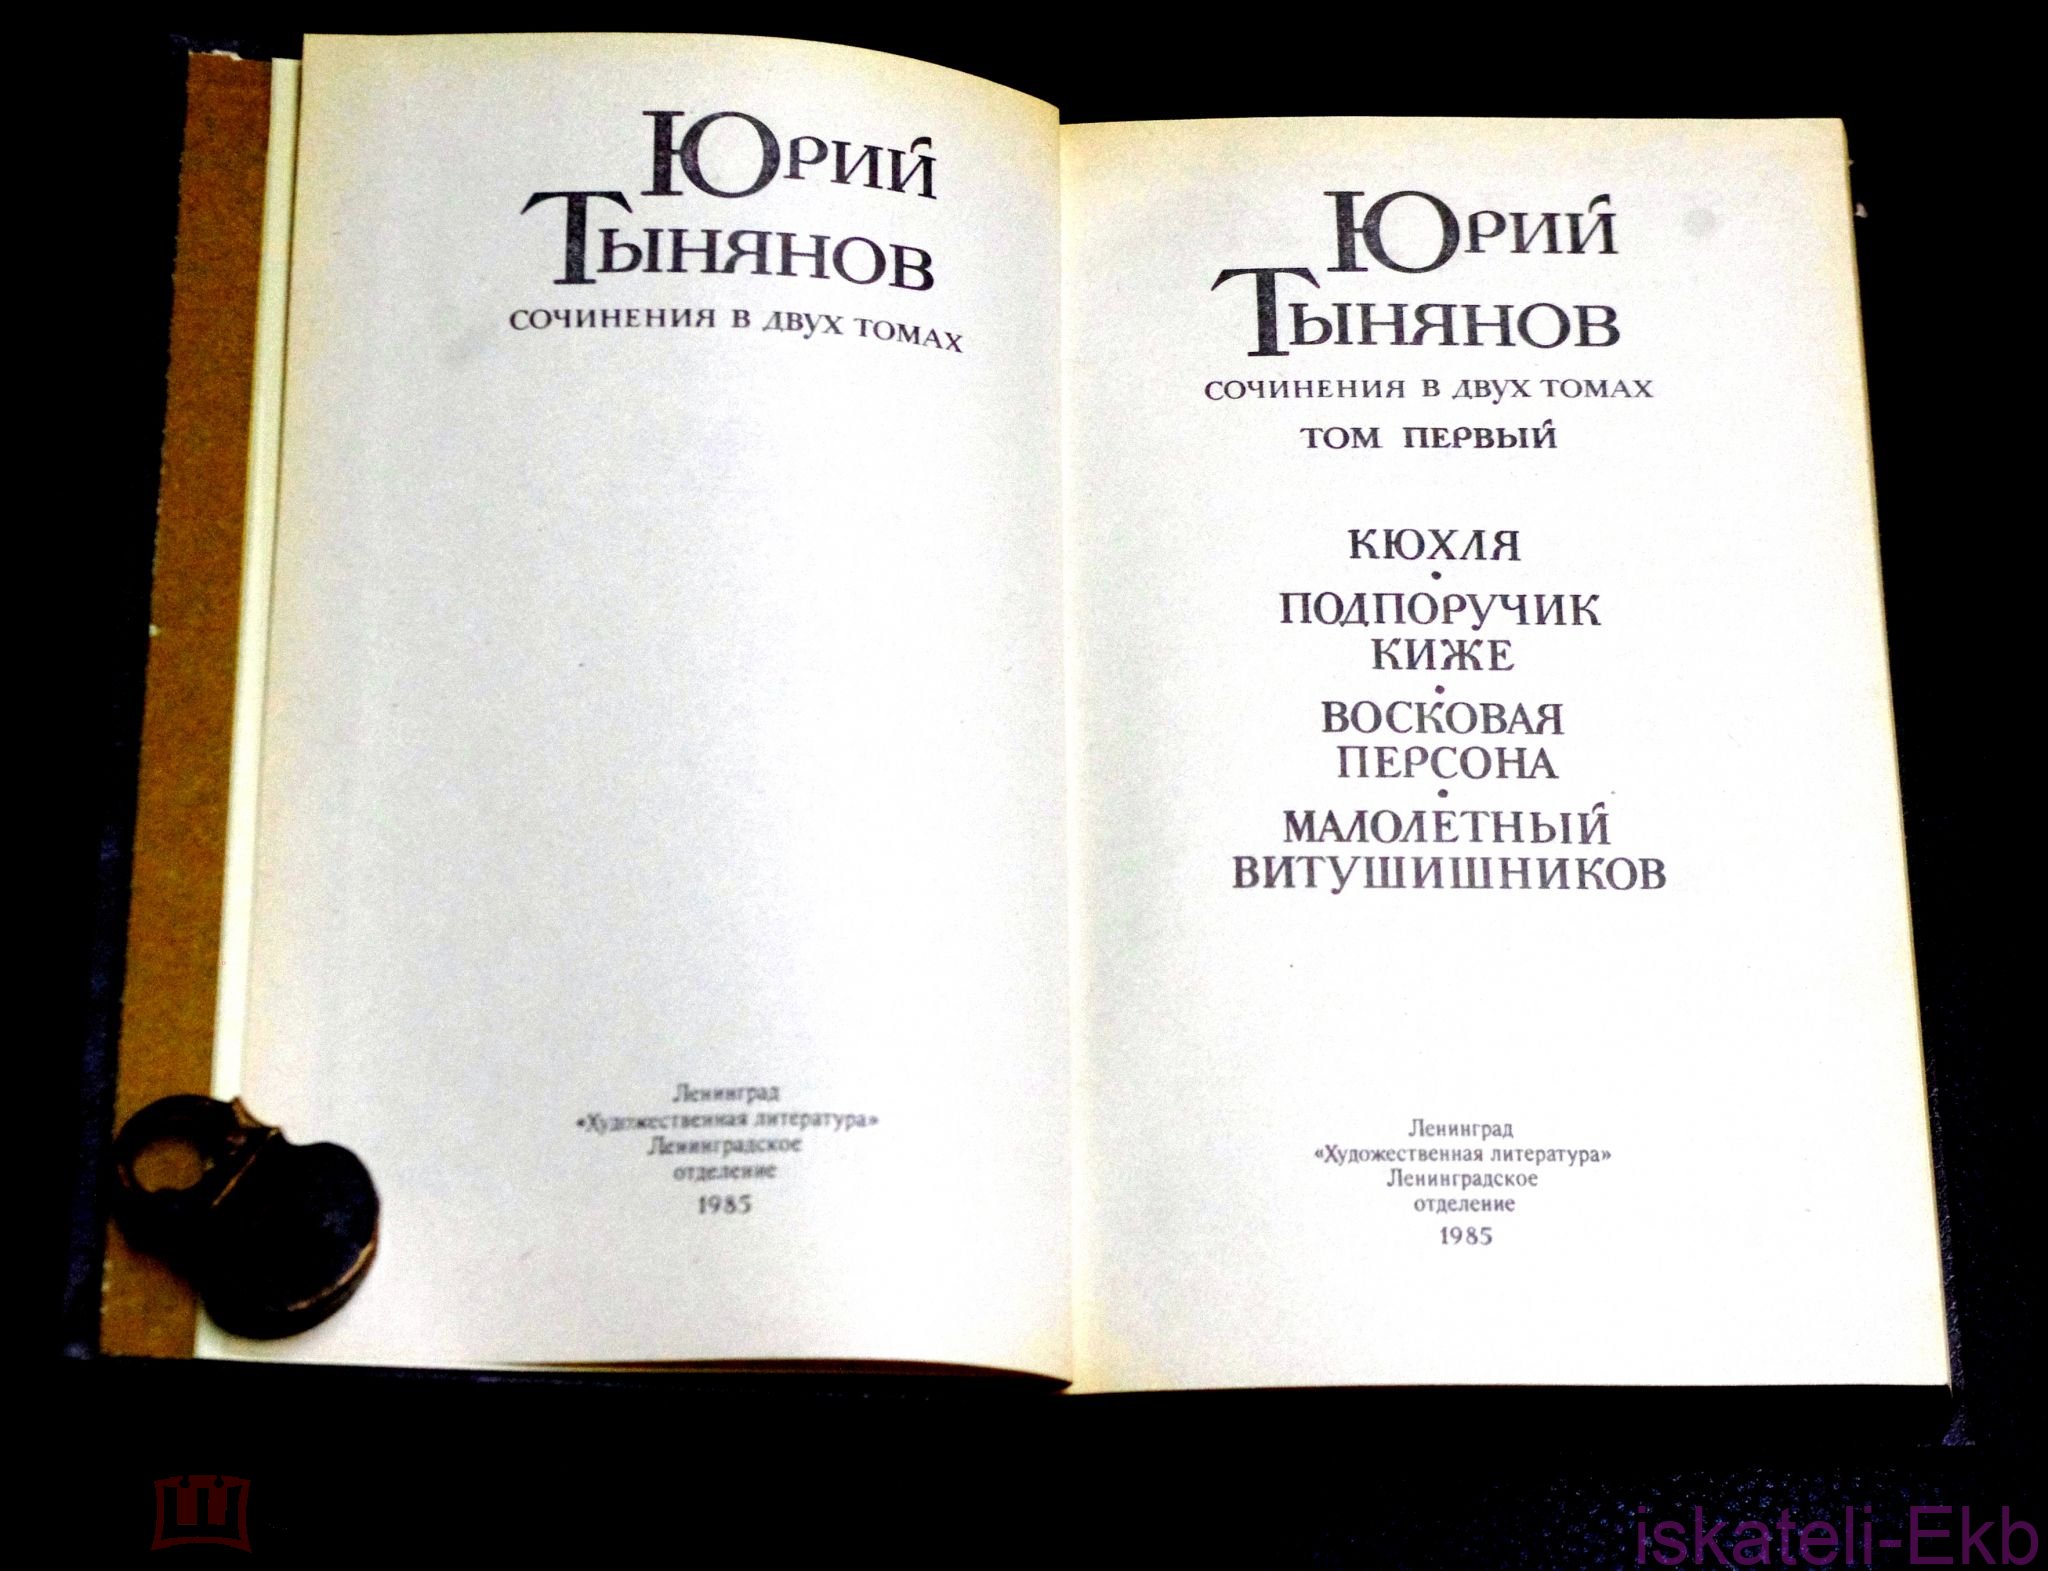 Юрий
Тынянов
СОЧИНЕНИЯ В ДВУХ ТОМАХ
Ленинград
«Художественная литература»
Ленинградское
отделение
1985
Юрий
Тынянов
СОЧИНЕНИЯ В ДВУХ ТОМАХ
ТОМ ПЕРВЫЙ
КЮХЛЯ
•
ПОДПОРУЧИК
КИЖЕ
•
ВОСКОВАЯ
ПЕРСОНА
•
МАЛОЛЕТНЫЙ
ВИТУШИШНИКОВ
Ленинград
«Художественная литература»
Ленинградское
отделение
1985
iskateli-Ekb